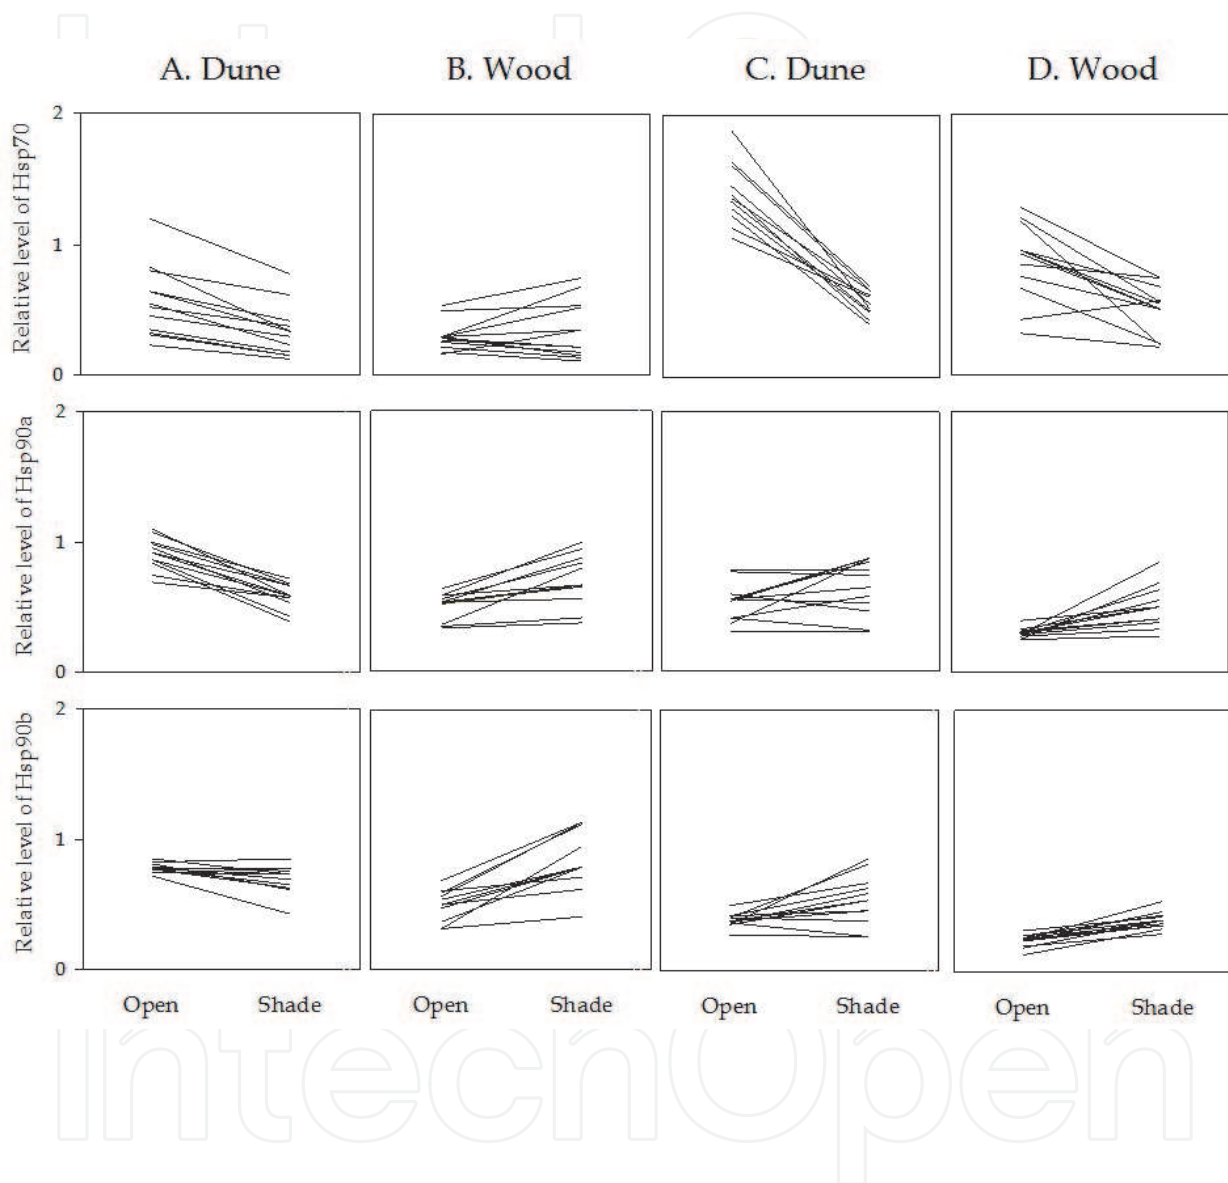 A. Dune B. Wood C. Dune D. Wood
Relative level of Hsp70
2
1
0
Relative level of Hsp90a
2
1
0
Relative level of Hsp90b
2
1
0
Open Shade Open Shade Open Shade Open Shade
IntechOpen